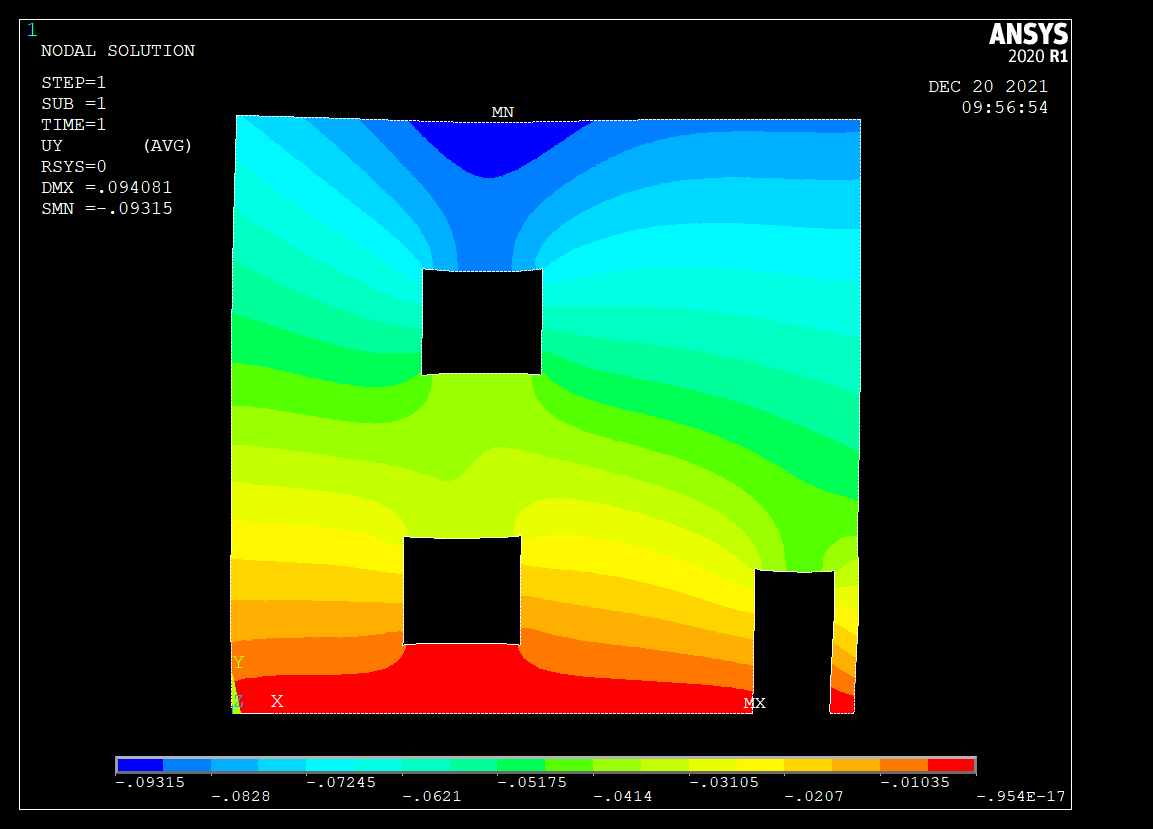 1
NODAL SOLUTION
STEP=1
SUB =1
TIME=1
UY (AVG)
RSYS=0
DMX =.094081
SMN =-.09315
ANSYS
2020 R1
DEC 20 2021
09:56:54
MN
Y
Z X
MX
-.09315 -.07245 -.05175 -.03105 -.01035
-.0828 -.0621 -.0414 -.0207 -.954E-17